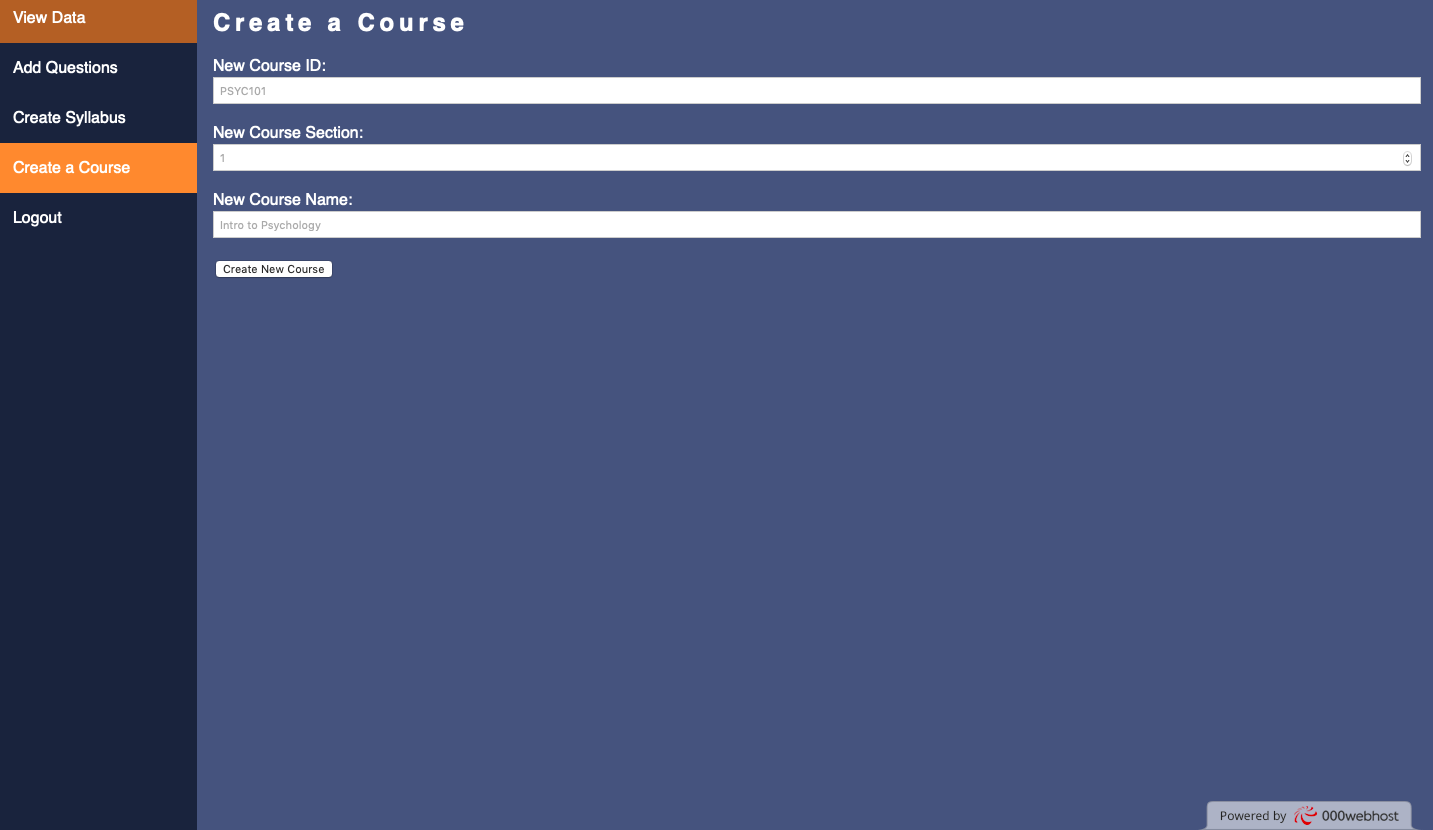 View Data
Add Questions
Create Syllabus
Create a Course
Logout
Create a Course
New Course ID:
PSYC101
New Course Section:
1
New Course Name:
Intro to Psychology
Create New Course
Powered by 000webhost